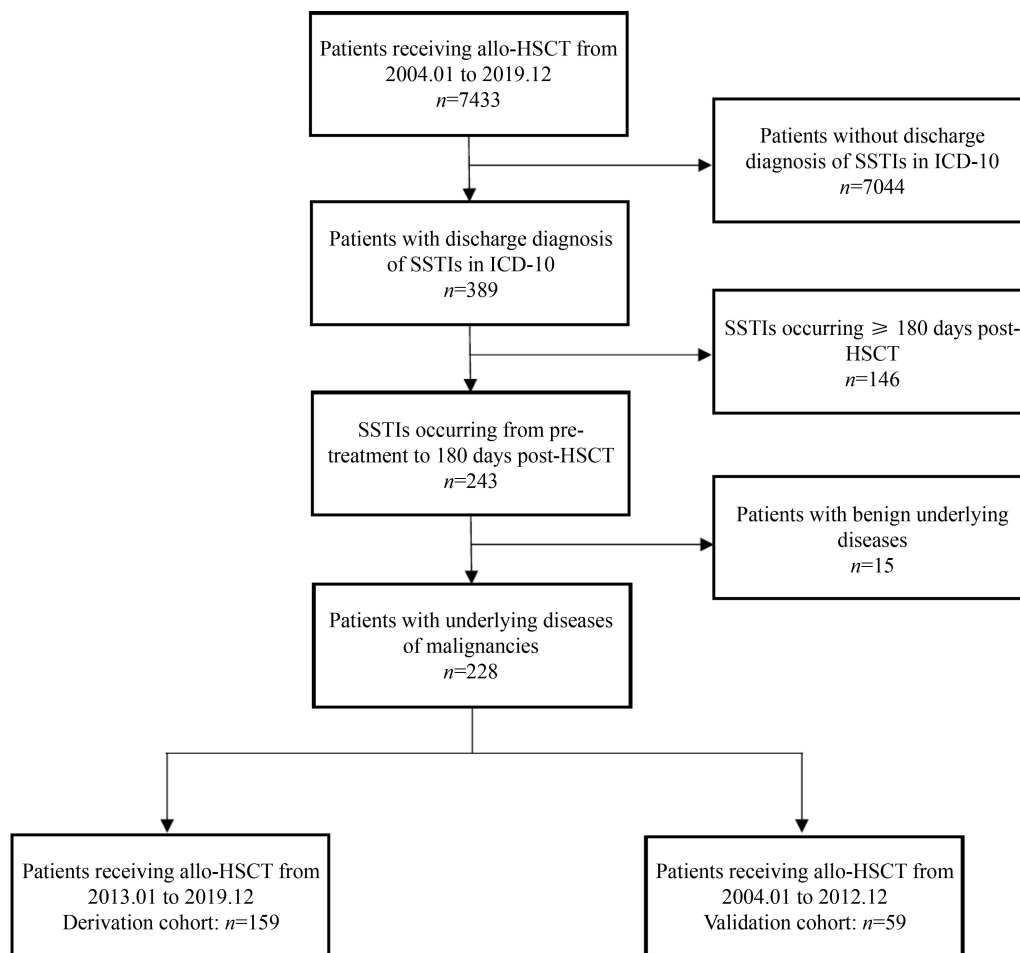 Patients receiving allo-HSCT from
2004.01 to 2019.12
n=7433
Patients without discharge
diagnosis of SSTIs in ICD-10
n=7044
Patients with discharge diagnosis
of SSTIs in ICD-10
n=389
SSTIs occurring ⩾ 180 days post-
HSCT
n=146
SSTIs occurring from pre-
treatment to 180 days post-HSCT
n=243
Patients with benign underlying
diseases
n=15
Patients with underlying diseases
of malignancies
n=228
Patients receiving allo-HSCT from
2013.01 to 2019.12
Derivation cohort: n=159
Patients receiving allo-HSCT from
2004.01 to 2012.12
Validation cohort: n=59